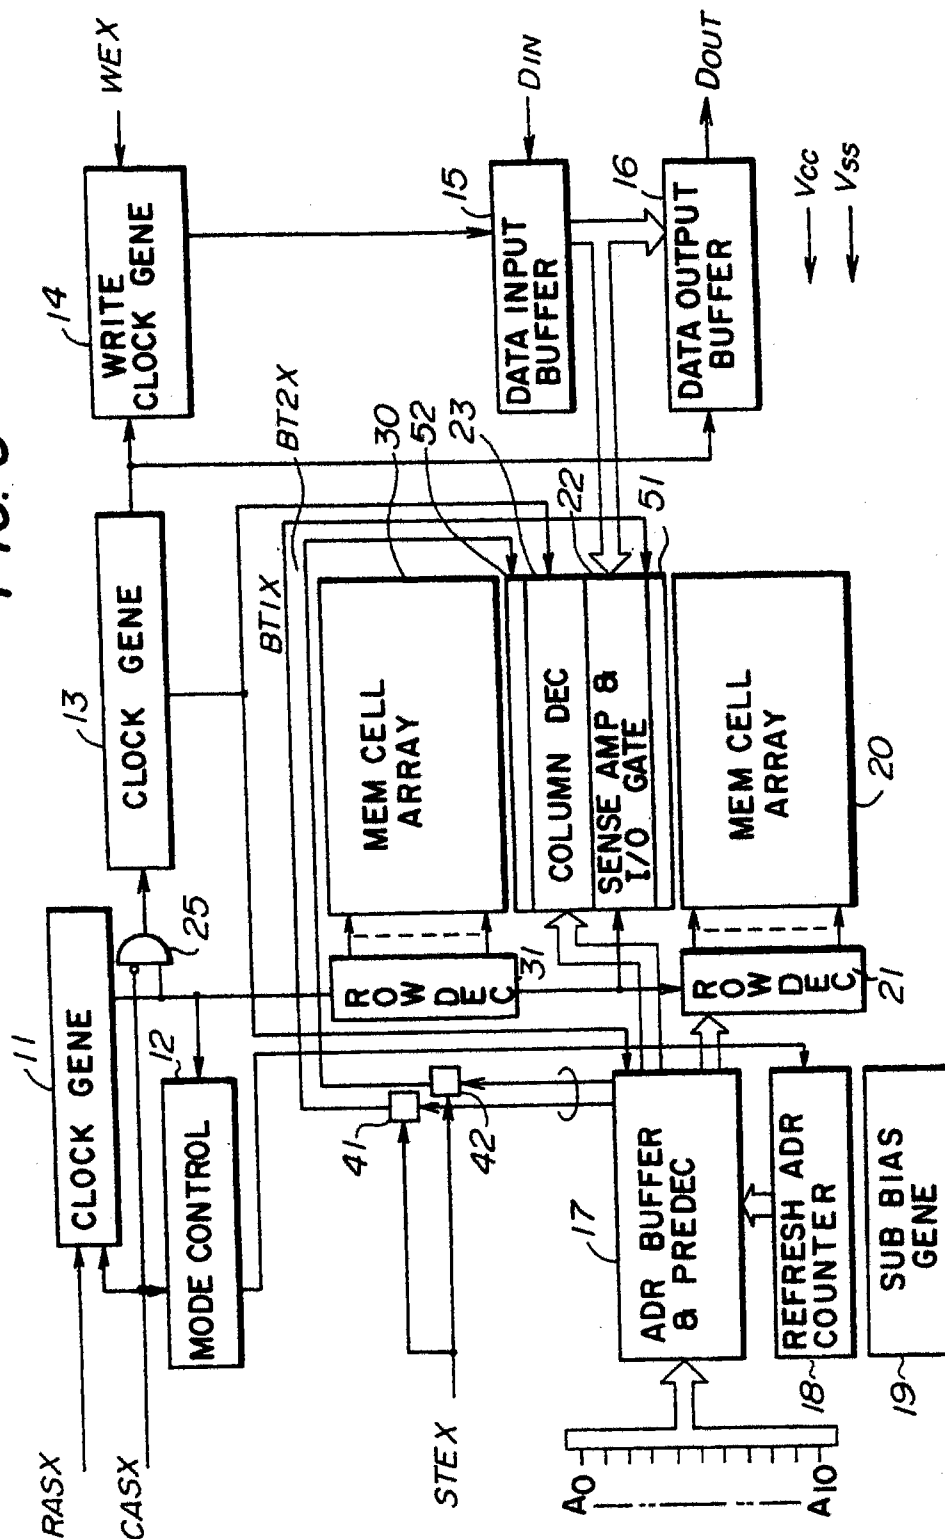 RASX
CASX
11
CLOCK GENE
12
MODE CONTROL
25
13
CLOCK GENE
14
WRITE
CLOCK GENE
WEX
BT1X
BT2X
30
52
23
22
51
MEM CELL
ARRAY
COLUMN DEC
SENSE AMP &
I/O GATE
MEM CELL
ARRAY
20
ROW DEC
31
ROW DEC
21
15
DATA INPUT
BUFFER
DIN
16
DATA OUTPUT
BUFFER
DOUT
VCC
VSS
STEX
41
42
17
ADR BUFFER
& PREDEC
A0
A10
18
REFRESH ADR
COUNTER
19
SUB BIAS
GENE